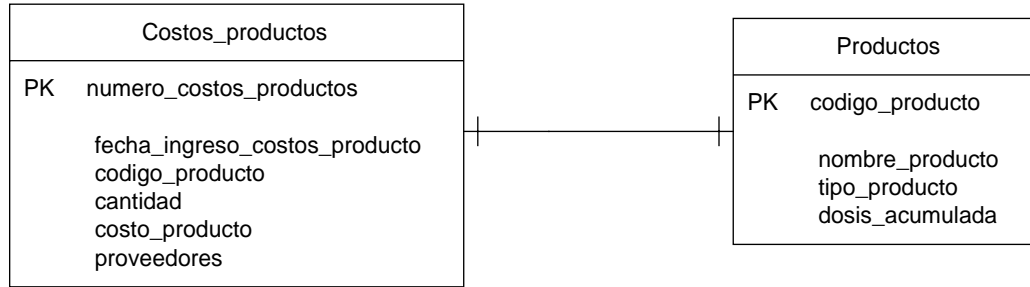 Costos_productos
PK numero_costos_productos
fecha_ingreso_costos_producto
codigo_producto
cantidad
costo_producto
proveedores
Productos
PK codigo_producto
nombre_producto
tipo_producto
dosis_acumulada